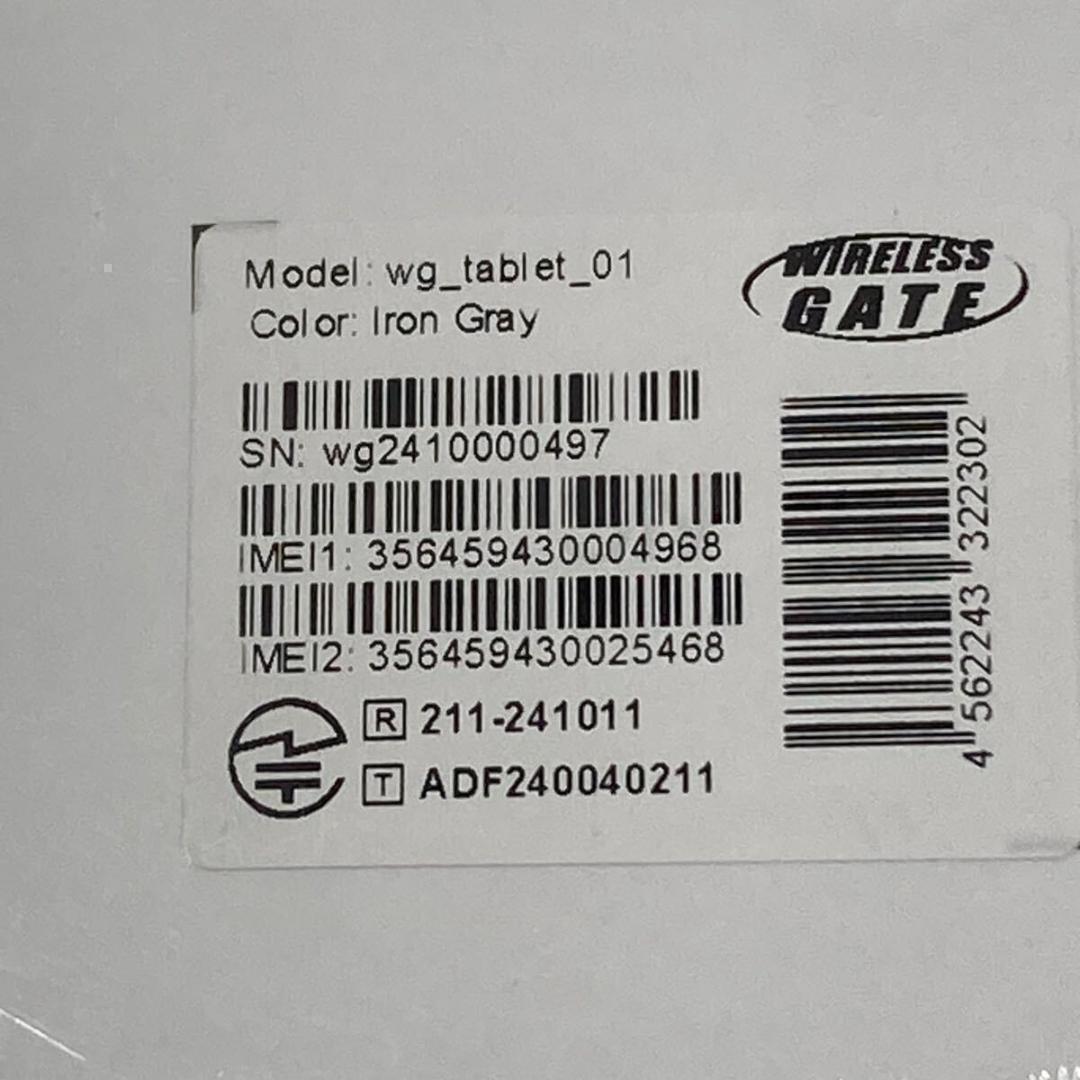 Model: wg_tablet_01
Color: Iron Gray
WIRELESS
GATE
SN: wg2410000497
IMEI1: 356459430004968
IMEI2: 356459430025468
R 211-241011
T ADF240040211
4 562243 322302